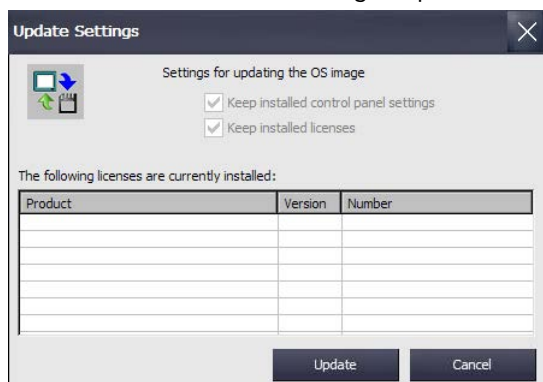 Update Settings
Settings for updating the OS image
Keep installed control panel settings
Keep installed licenses
The following licenses are currently installed:
Product Version Number
Update Cancel